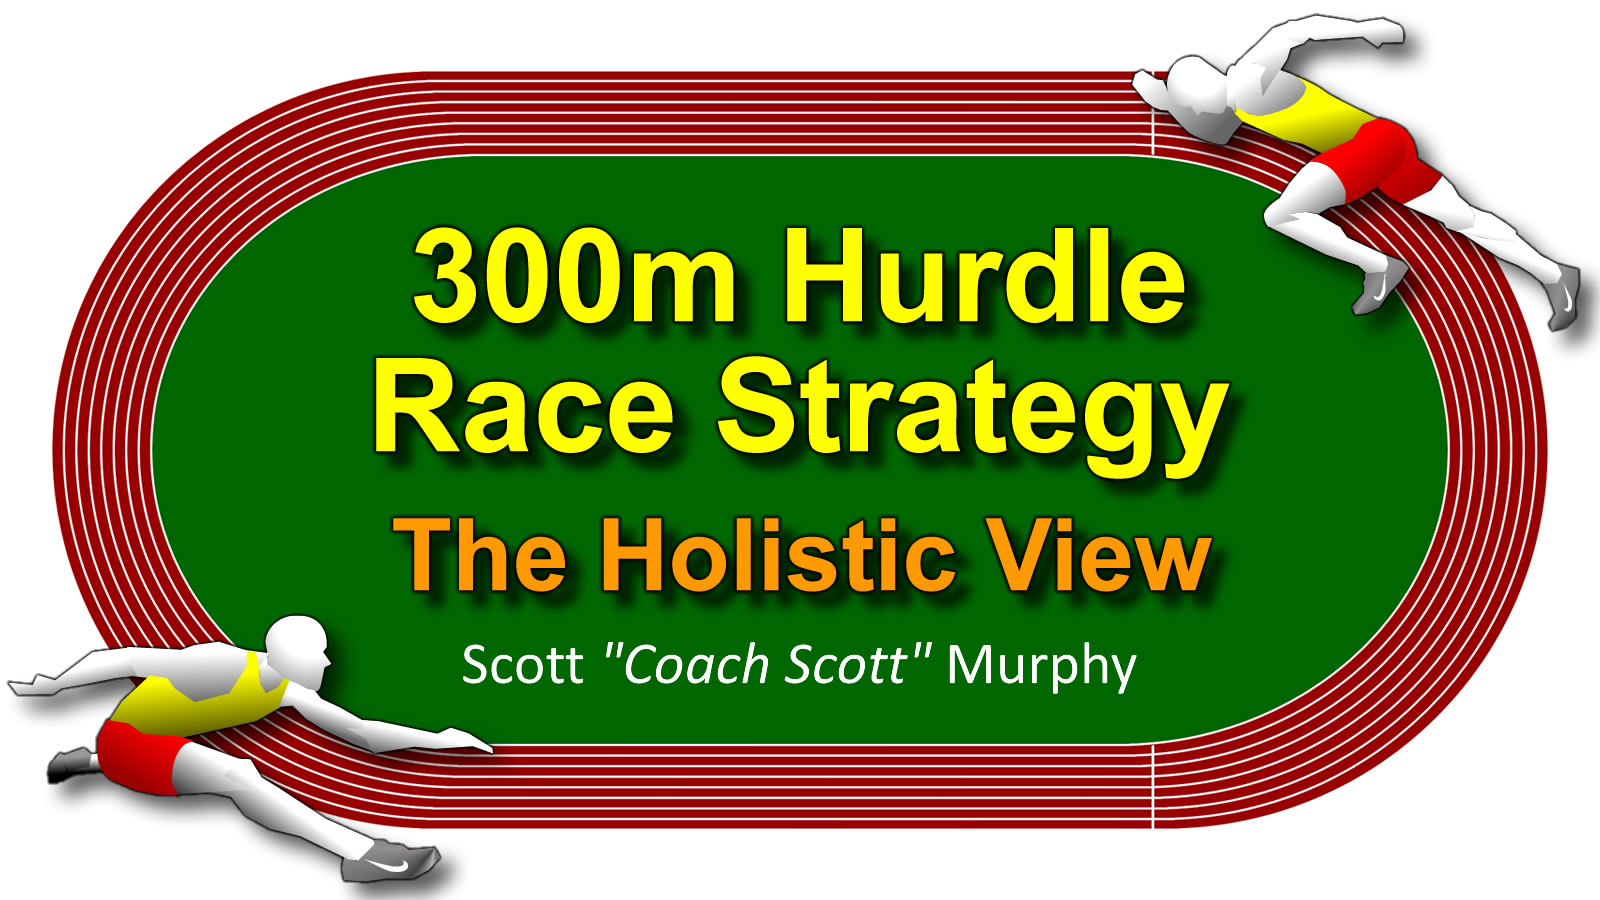 300m Hurdle
Race Strategy
The Holistic View
Scott "Coach Scott" Murphy